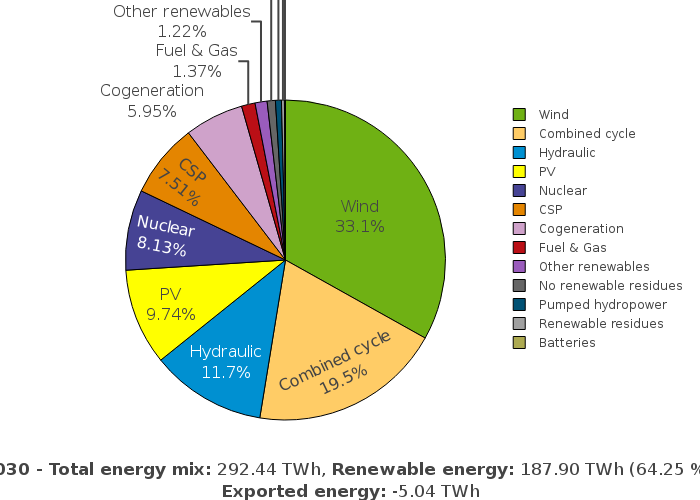 Other renewables
1.22%
Fuel & Gas
1.37%
Cogeneration
5.95%
CSP
7.51%
Nuclear
8.13%
PV
9.74%
Hydraulic
11.7%
Combined cycle
19.5%
Wind
33.1%
Wind
Combined cycle
Hydraulic
PV
Nuclear
CSP
Cogeneration
Fuel & Gas
Other renewables
No renewable residues
Pumped hydropower
Renewable residues
Batteries
030 - Total energy mix: 292.44 TWh, Renewable energy: 187.90 TWh (64.25 %
Exported energy: -5.04 TWh